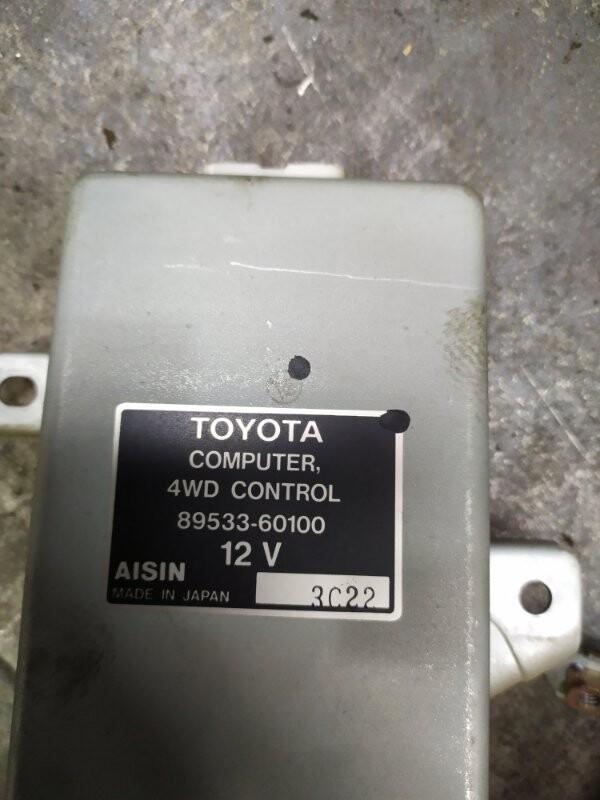 TOYOTA
COMPUTER,
4WD CONTROL
89533-60100
12 V
AISIN
MADE IN JAPAN
3C22